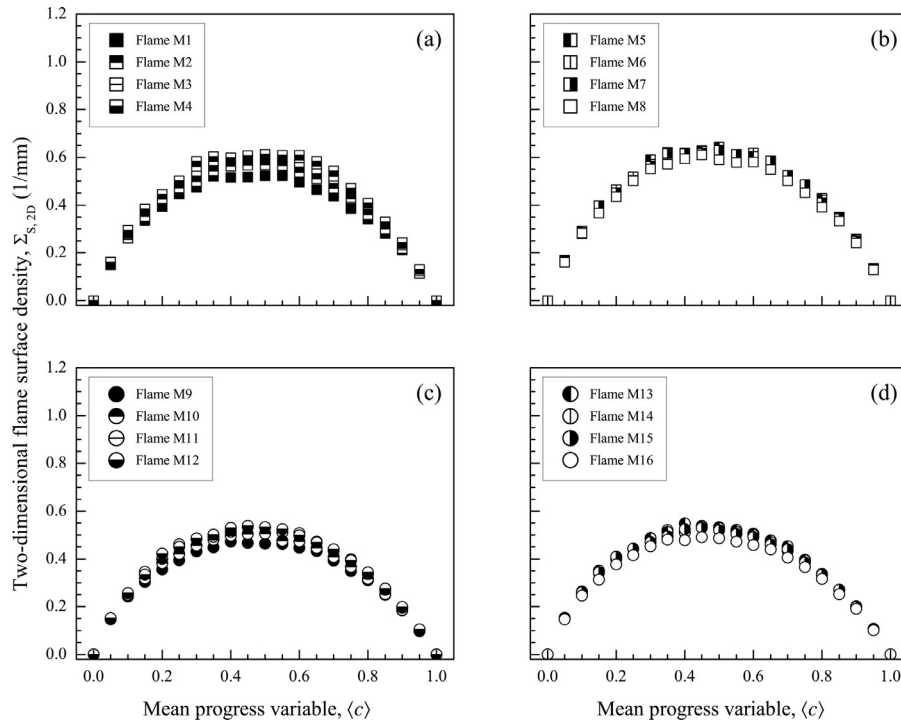 Two-dimensional flame surface density, Σ_S, 2D (1/mm)
1.2
1.0
0.8
0.6
0.4
0.2
0.0
Flame M1
Flame M2
Flame M3
Flame M4
(a)
Flame M5
Flame M6
Flame M7
Flame M8
(b)
1.2
1.0
0.8
0.6
0.4
0.2
0.0
Flame M9
Flame M10
Flame M11
Flame M12
(c)
Flame M13
Flame M14
Flame M15
Flame M16
(d)
0.0 0.2 0.4 0.6 0.8 1.0
0.0 0.2 0.4 0.6 0.8 1.0
Mean progress variable, ⟨c⟩
Mean progress variable, ⟨c⟩